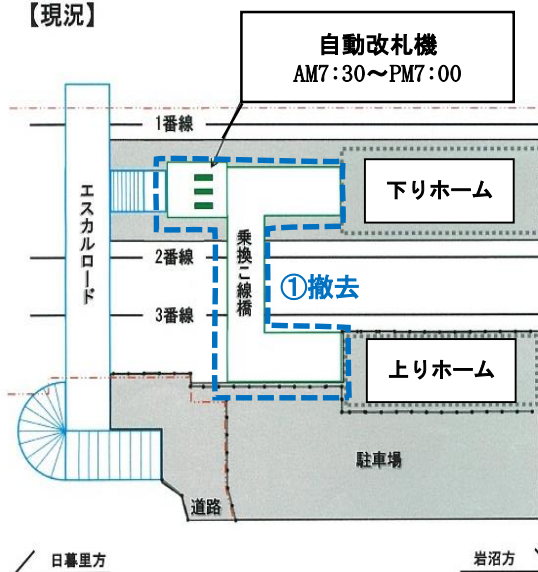 【現況】
自動改札機
AM7:30～PM7:00
1番線
下りホーム
エスカルロード
乗換こ線橋
2番線
①撤去
3番線
上りホーム
駐車場
道路
日暮里方
岩沼方